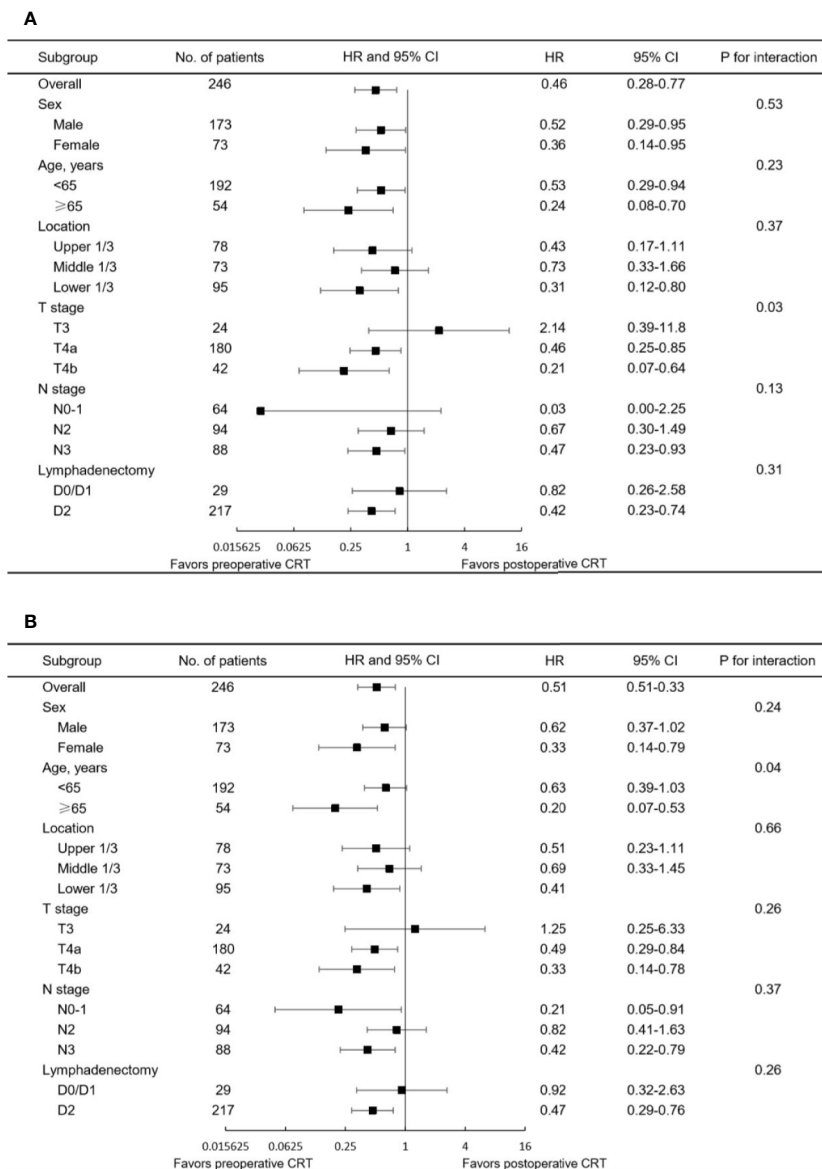 A
Subgroup No. of patients HR and 95% CI HR 95% CI P for interaction
Overall 246 0.46 0.28-0.77
Sex 0.53
Male 173 0.52 0.29-0.95
Female 73 0.36 0.14-0.95
Age, years 0.23
<65 192 0.53 0.29-0.94
⩾65 54 0.24 0.08-0.70
Location 0.37
Upper 1/3 78 0.43 0.17-1.11
Middle 1/3 73 0.73 0.33-1.66
Lower 1/3 95 0.31 0.12-0.80
T stage 0.03
T3 24 2.14 0.39-11.8
T4a 180 0.46 0.25-0.85
T4b 42 0.21 0.07-0.64
N stage 0.13
N0-1 64 0.03 0.00-2.25
N2 94 0.67 0.30-1.49
N3 88 0.47 0.23-0.93
Lymphadenectomy 0.31
D0/D1 29 0.82 0.26-2.58
D2 217 0.42 0.23-0.74
0.015625 0.0625 0.25 1 4 16
Favors preoperative CRT Favors postoperative CRT
B
Subgroup No. of patients HR and 95% CI HR 95% CI P for interaction
Overall 246 0.51 0.51-0.33
Sex 0.24
Male 173 0.62 0.37-1.02
Female 73 0.33 0.14-0.79
Age, years 0.04
<65 192 0.63 0.39-1.03
⩾65 54 0.20 0.07-0.53
Location 0.66
Upper 1/3 78 0.51 0.23-1.11
Middle 1/3 73 0.69 0.33-1.45
Lower 1/3 95 0.41
T stage 0.26
T3 24 1.25 0.25-6.33
T4a 180 0.49 0.29-0.84
T4b 42 0.33 0.14-0.78
N stage 0.37
N0-1 64 0.21 0.05-0.91
N2 94 0.82 0.41-1.63
N3 88 0.42 0.22-0.79
Lymphadenectomy 0.26
D0/D1 29 0.92 0.32-2.63
D2 217 0.47 0.29-0.76
0.015625 0.0625 0.25 1 4 16
Favors preoperative CRT Favors postoperative CRT